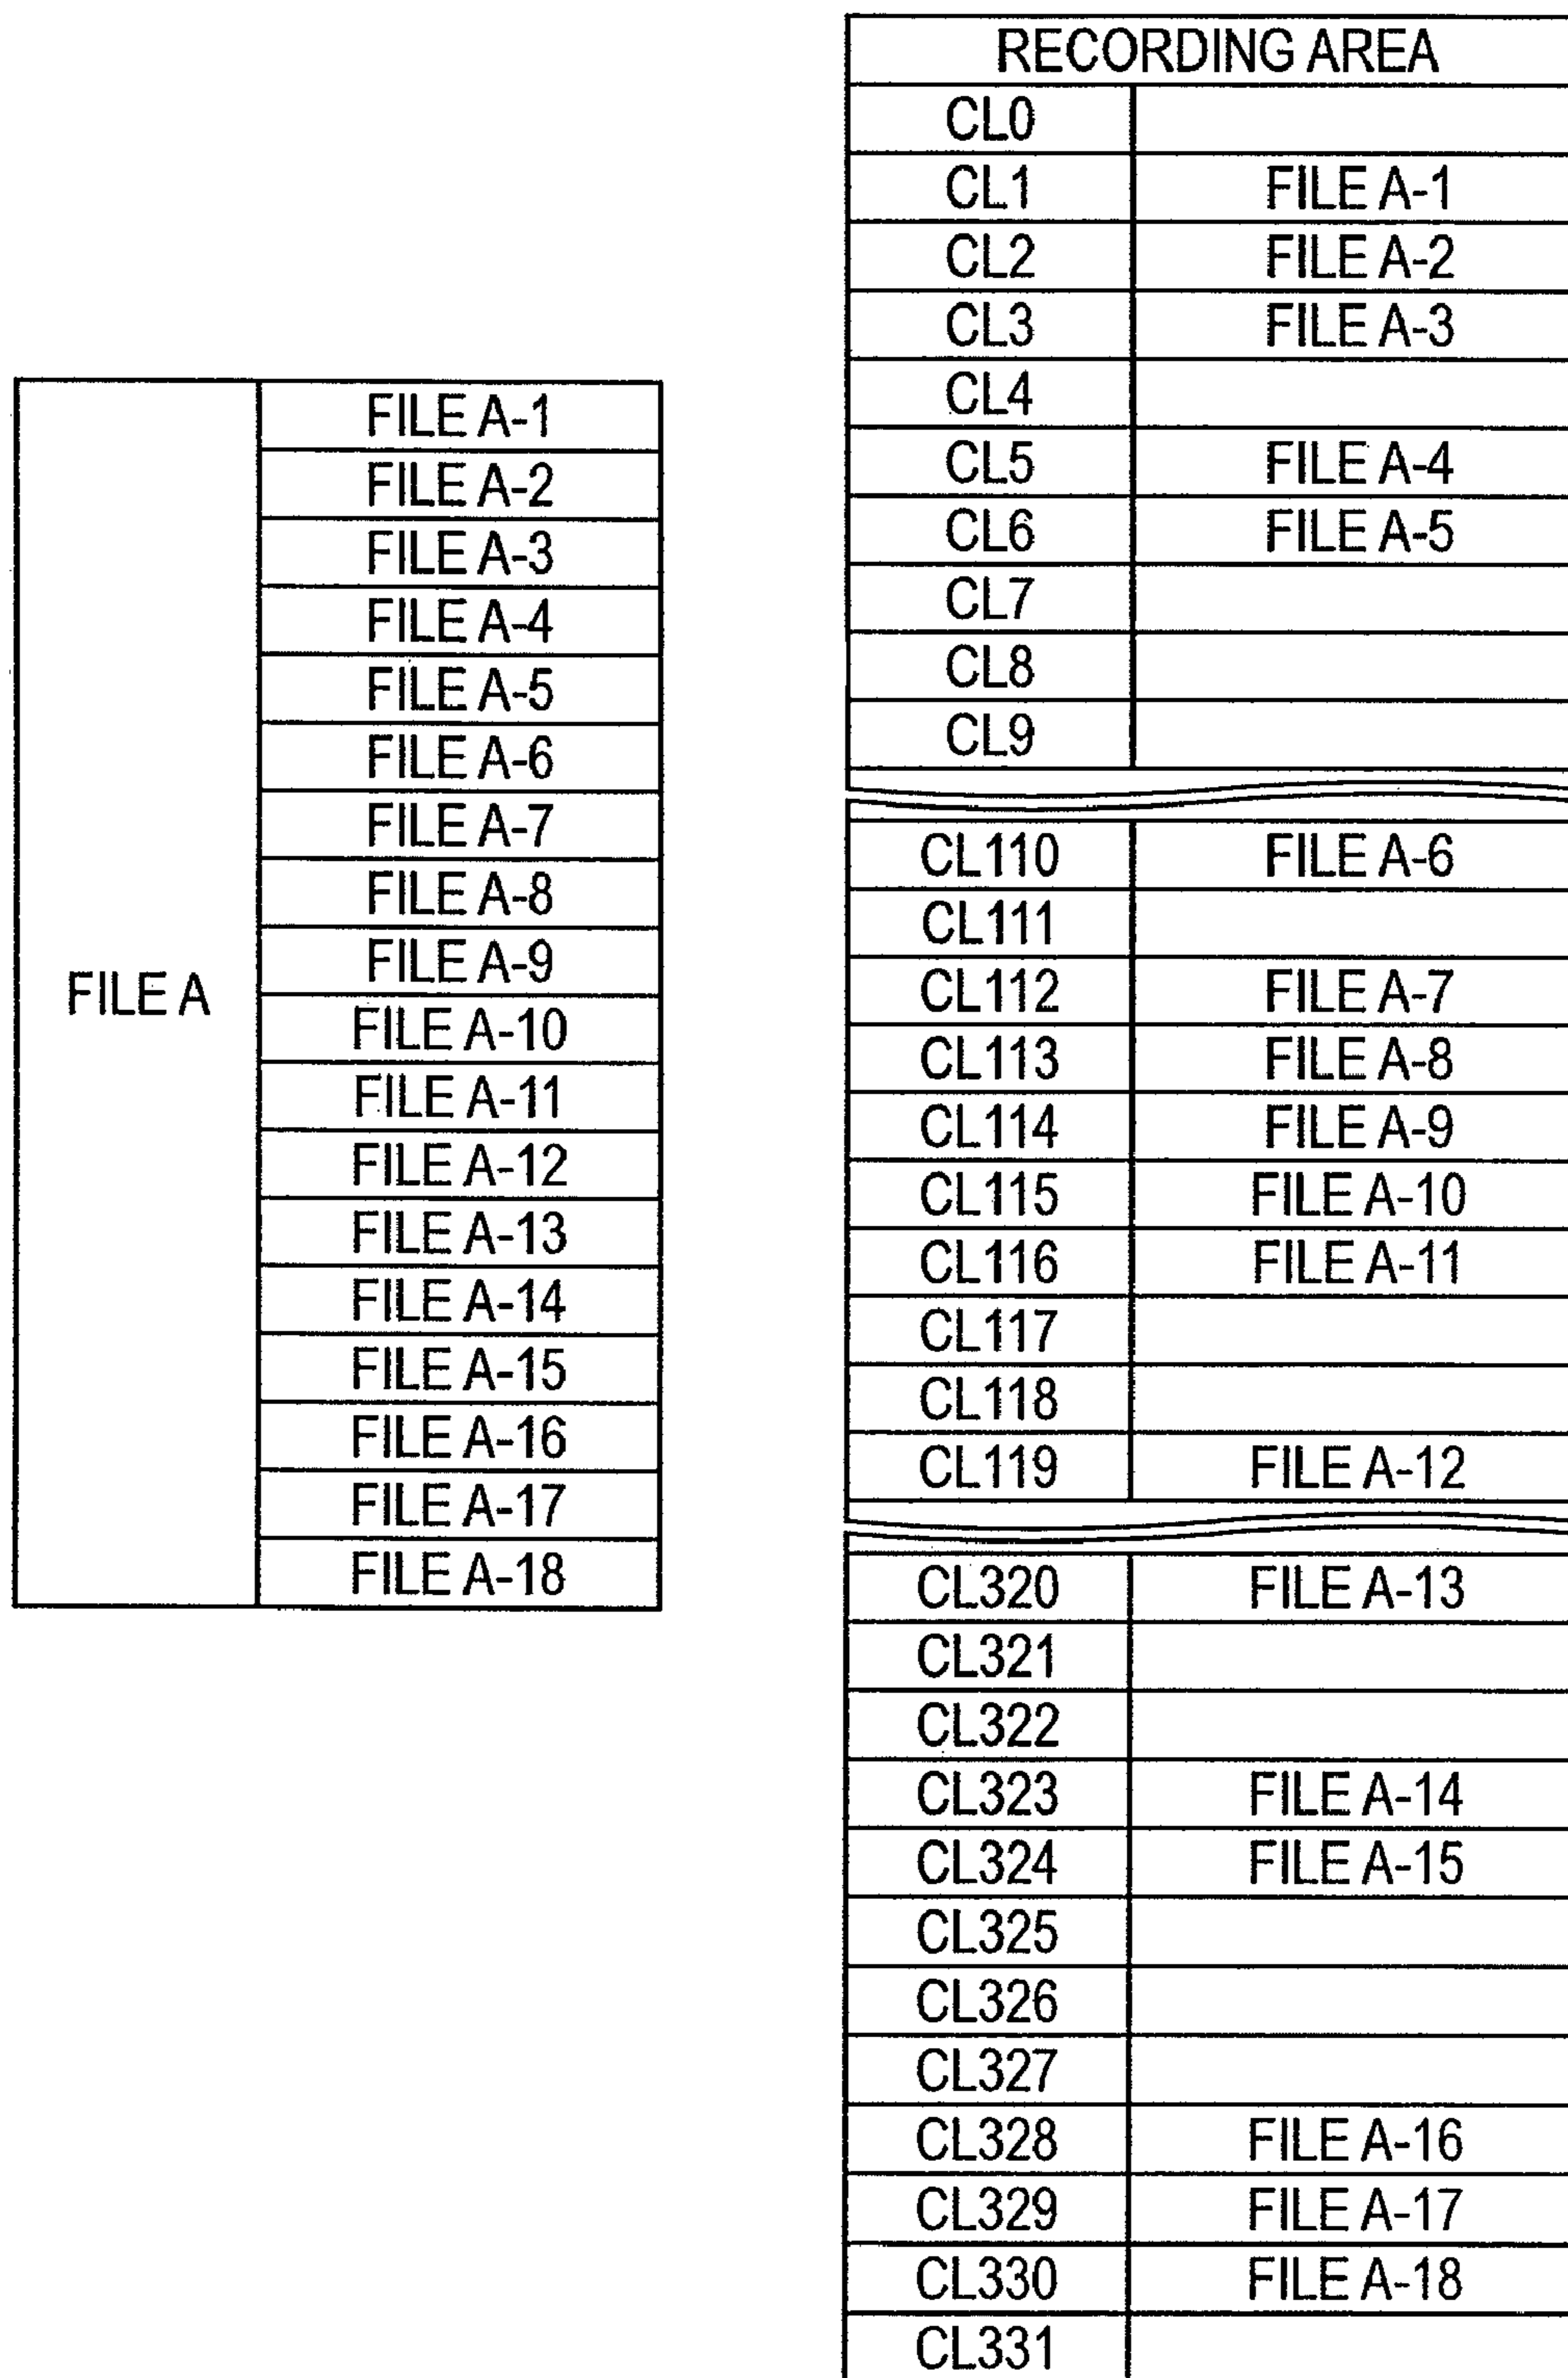 FILE A
FILE A-1
FILE A-2
FILE A-3
FILE A-4
FILE A-5
FILE A-6
FILE A-7
FILE A-8
FILE A-9
FILE A-10
FILE A-11
FILE A-12
FILE A-13
FILE A-14
FILE A-15
FILE A-16
FILE A-17
FILE A-18
RECORDING AREA
CL0
CL1 FILE A-1
CL2 FILE A-2
CL3 FILE A-3
CL4
CL5 FILE A-4
CL6 FILE A-5
CL7
CL8
CL9
CL110 FILE A-6
CL111
CL112 FILE A-7
CL113 FILE A-8
CL114 FILE A-9
CL115 FILE A-10
CL116 FILE A-11
CL117
CL118
CL119 FILE A-12
CL320 FILE A-13
CL321
CL322
CL323 FILE A-14
CL324 FILE A-15
CL325
CL326
CL327
CL328 FILE A-16
CL329 FILE A-17
CL330 FILE A-18
CL331